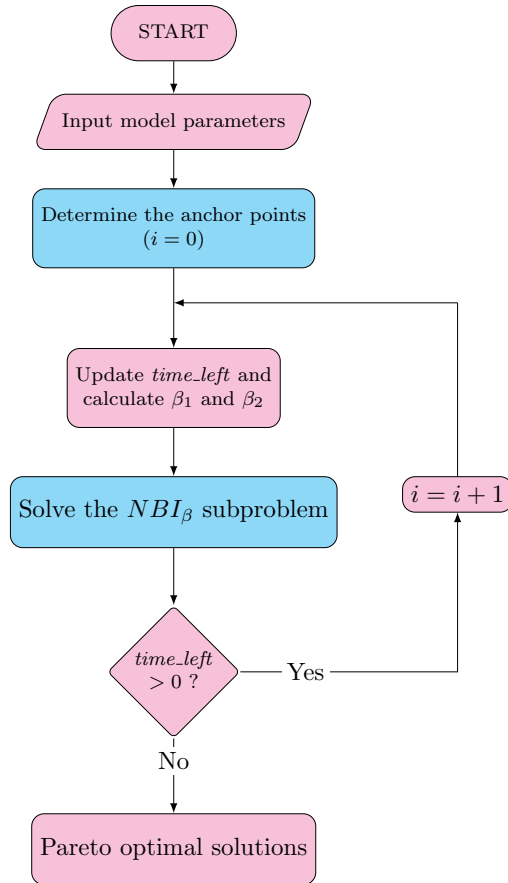 START
Input model parameters
Determine the anchor points
(i = 0)
Update time_left and
calculate β₁ and β₂
Solve the NBI_β subproblem
i = i + 1
time_left
> 0 ?
Yes
No
Pareto optimal solutions